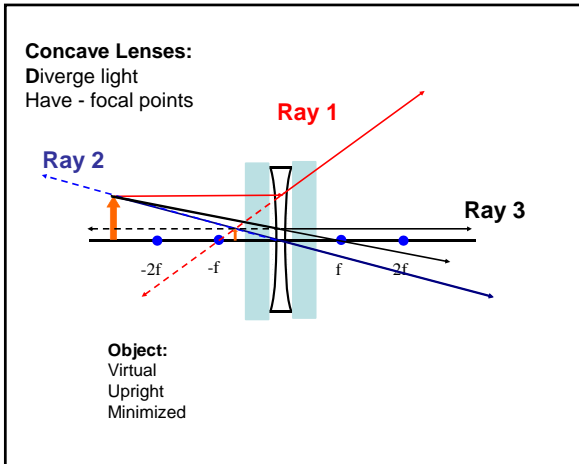 Concave Lenses:
Diverge light
Have - focal points
Ray 1
Ray 2
Ray 3
-2f
-f
f
2f
Object:
Virtual
Upright
Minimized